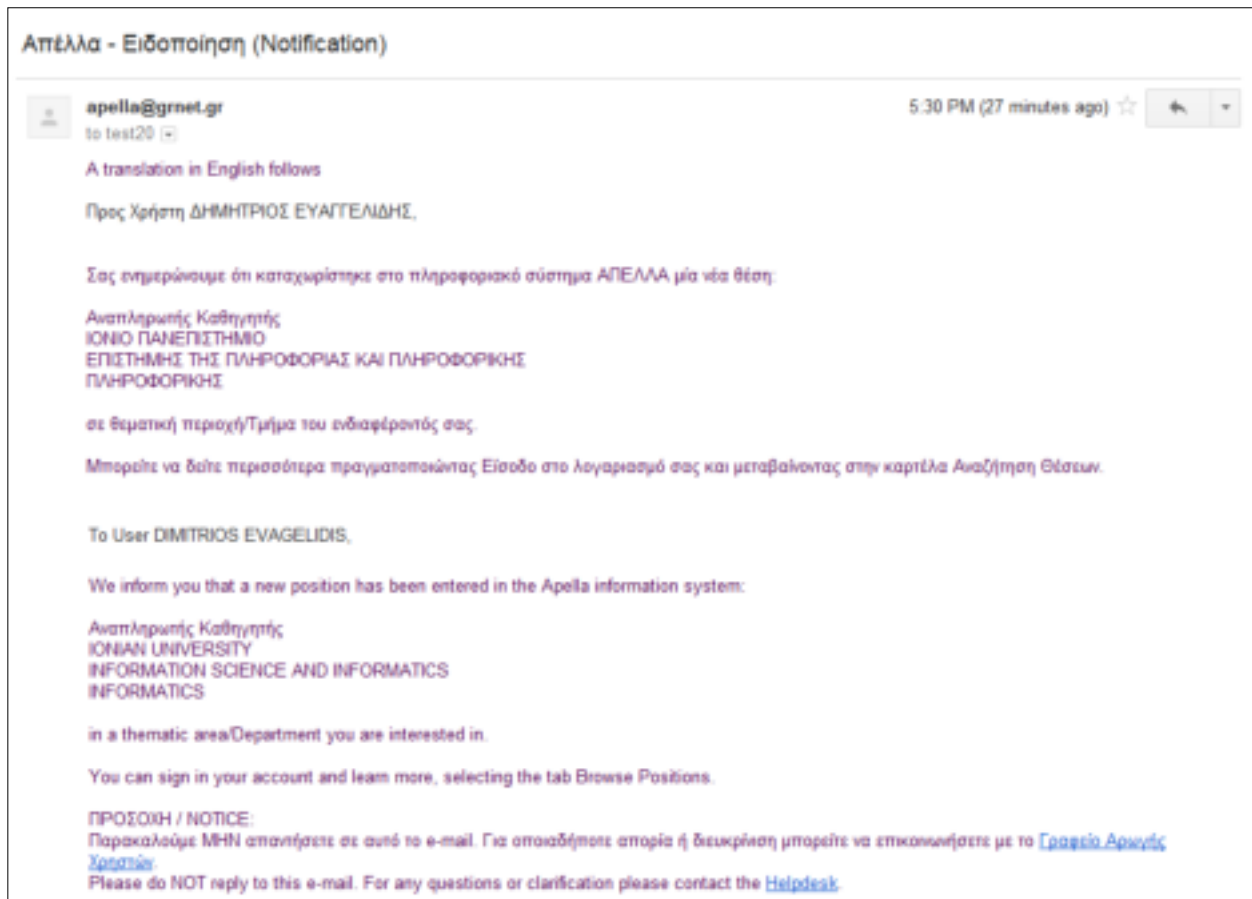 Απέλλα - Ειδοποίηση (Notification)
apella@grnet.gr
5:30 PM (27 minutes ago)
to test20
A translation in English follows
Προς Χρήστη ΔΗΜΗΤΡΙΟΣ ΕΥΑΓΓΕΛΙΔΗΣ,
Σας ενημερώνουμε ότι καταχωρίστηκε στο πληροφοριακό σύστημα ΑΠΕΛΛΑ μία νέα θέση:
Αναπληρωτής Καθηγητής
ΙΟΝΙΟ ΠΑΝΕΠΙΣΤΗΜΙΟ
ΕΠΙΣΤΗΜΗΣ ΤΗΣ ΠΛΗΡΟΦΟΡΙΑΣ ΚΑΙ ΠΛΗΡΟΦΟΡΙΚΗΣ
ΠΛΗΡΟΦΟΡΙΚΗΣ
σε θεματική περιοχή/Τμήμα του ενδιαφέροντός σας.
Μπορείτε να δείτε περισσότερα πραγματοποιώντας Είσοδο στο λογαριασμό σας και μεταβαίνοντας στην καρτέλα Αναζήτηση Θέσεων.
To User DIMITRIOS EVAGELIDIS,
We inform you that a new position has been entered in the Apella information system:
Αναπληρωτής Καθηγητής
IONIAN UNIVERSITY
INFORMATION SCIENCE AND INFORMATICS
INFORMATICS
in a thematic area/Department you are interested in.
You can sign in your account and learn more, selecting the tab Browse Positions.
ΠΡΟΣΟΧΗ / NOTICE:
Παρακαλούμε ΜΗΝ απαντήσετε σε αυτό το e-mail. Για οποιαδήποτε απορία ή διευκρίνιση μπορείτε να επικοινωνήσετε με το Γραφείο Αρωγής
Χρηστών.
Please do NOT reply to this e-mail. For any questions or clarification please contact the Helpdesk.